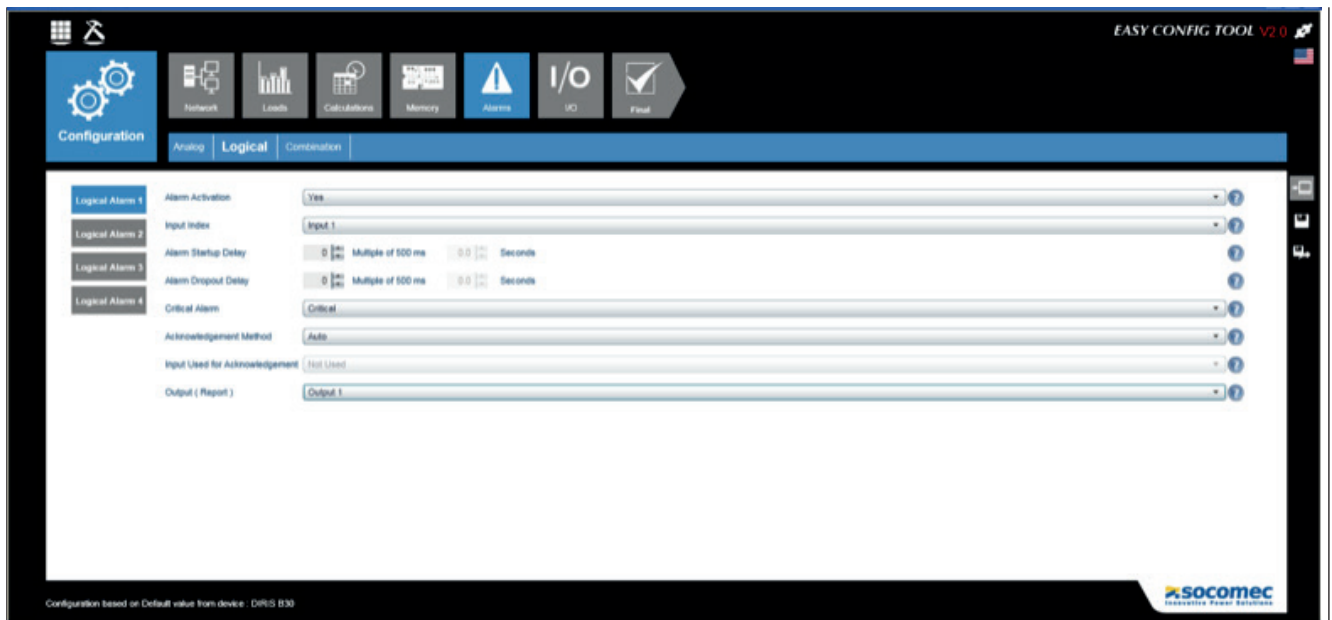 EASY CONFIG TOOL V2.0
Configuration
Network
Loads
Calculations
Memory
Alarms
I/O
I/O
Final
Analog
Logical
Combination
Logical Alarm 1
Logical Alarm 2
Logical Alarm 3
Logical Alarm 4
Alarm Activation Yes
Input Index Input 1
Alarm Startup Delay 0 Multiple of 500 ms 0.0 Seconds
Alarm Dropout Delay 0 Multiple of 500 ms 0.0 Seconds
Critical Alarm Critical
Acknowledgement Method Auto
Input Used for Acknowledgement Not Used
Output ( Report ) Output 1
Configuration based on Default value from device : DIRIS B30
socomec
Innovative Power Solutions